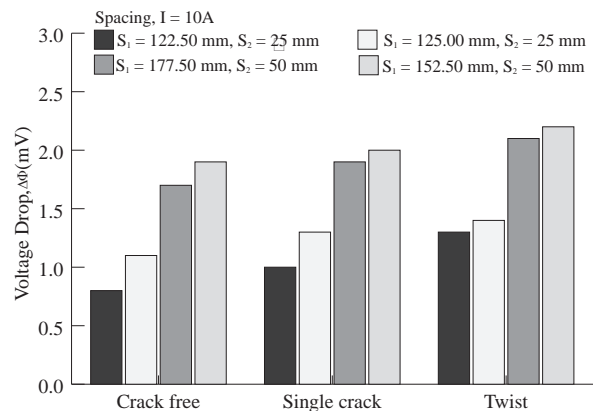 Spacing, I = 10A
S₁ = 122.50 mm, S₂ = 25 mm
S₁ = 125.00 mm, S₂ = 25 mm
S₁ = 177.50 mm, S₂ = 50 mm
S₁ = 152.50 mm, S₂ = 50 mm
Voltage Drop,ΔΦ(mV)
3.0
2.5
2.0
1.5
1.0
0.5
0.0
Crack free
Single crack
Twist